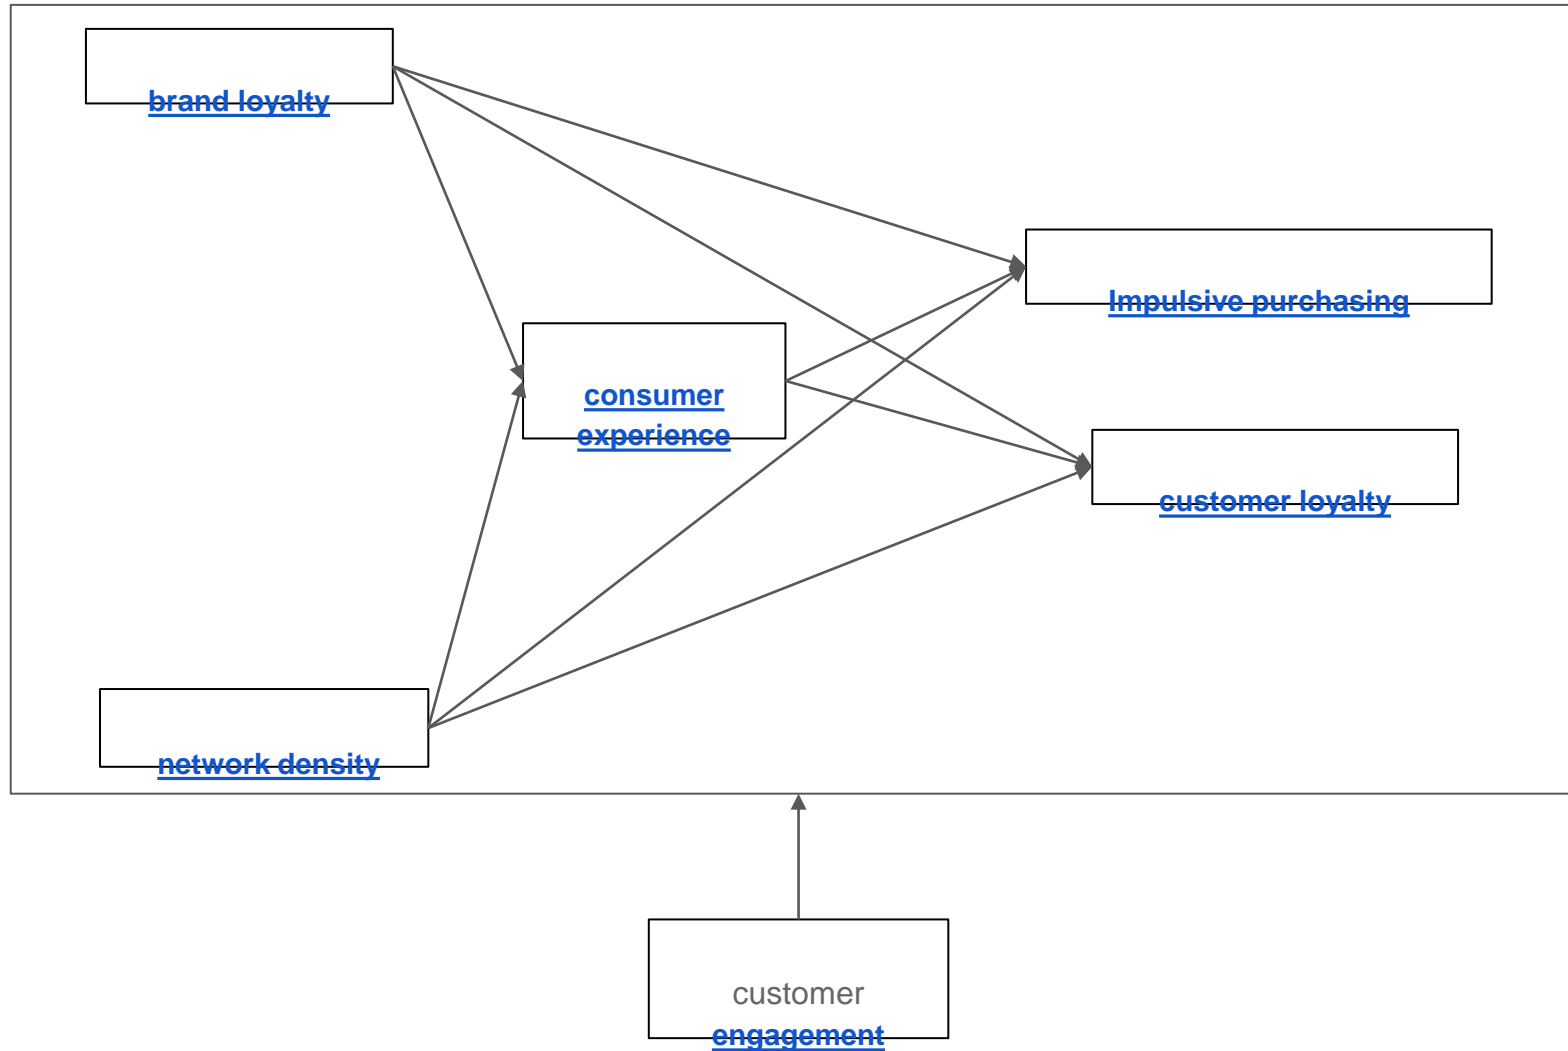 brand loyalty
Impulsive purchasing
consumer
experience
customer loyalty
network density
customer
engagement